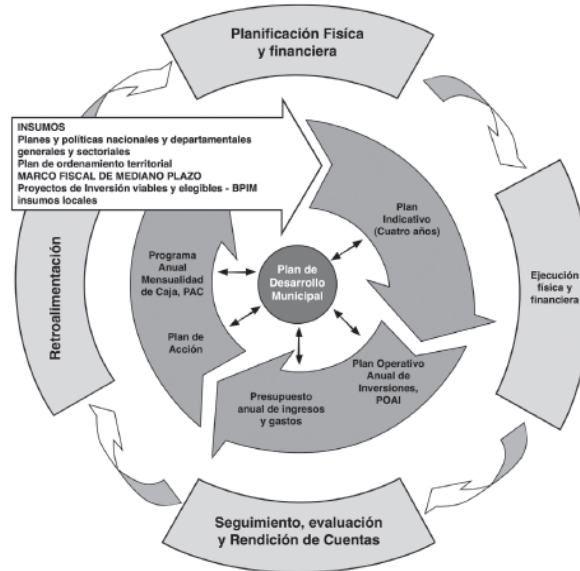 Planificación Fisíca
y financiera
INSUMOS
Planes y políticas nacionales y departamentales
generales y sectoriales
Plan de ordenamiento territorial
MARCO FISCAL DE MEDIANO PLAZO
Proyectos de Inversión viables y elegibles - BPIM
insumos locales
Plan
Indicativo
(Cuatro años)
Ejecución
física y
financiera
Retroalimentación
Programa
Anual
Mensualidad
de Caja, PAC
Plan de
Desarrollo
Municipal
Plan de
Acción
Plan Operativo
Anual de
Inversiones,
POAI
Presupuesto
anual de ingresos
y gastos
Seguimiento, evaluación
y Rendición de Cuentas